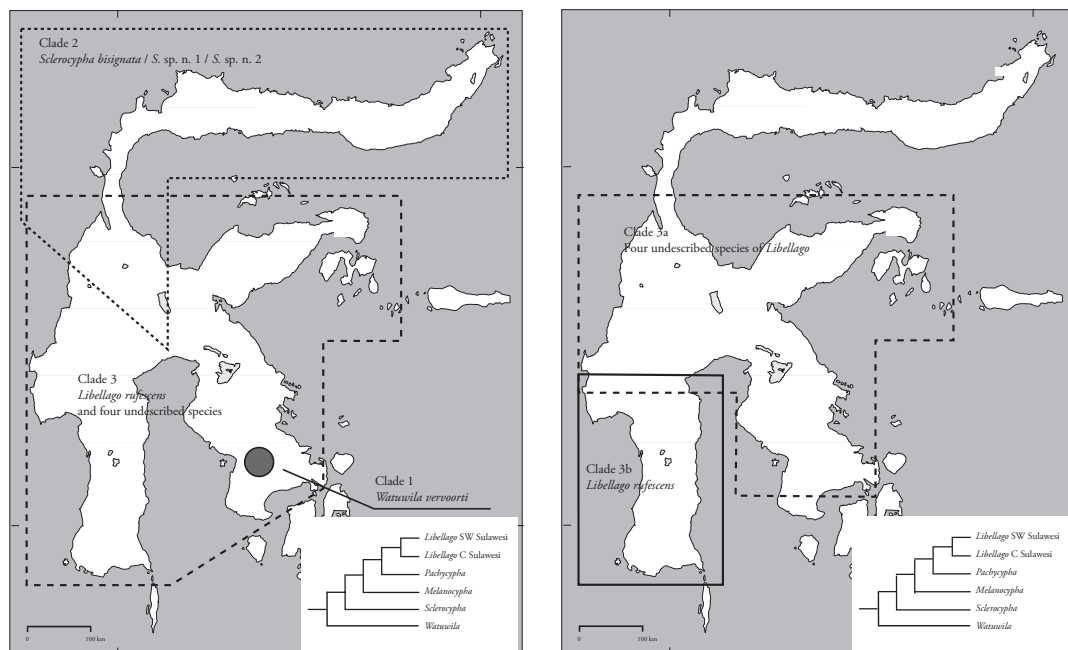 Clade 2
Sclerocypha bisignata / S. sp. n. 1 / S. sp. n. 2
Clade 3
Libellago rufescens
and four undescribed species
Clade 1
Watuwila vervoorti
Libellago SW Sulawesi
Libellago C Sulawesi
Pachycypha
Melanocypha
Sclerocypha
Watuwila
0 100 km
Clade 3a
Four undescribed species of Libellago
Clade 3b
Libellago rufescens
Libellago SW Sulawesi
Libellago C Sulawesi
Pachycypha
Melanocypha
Sclerocypha
Watuwila
0 100 km